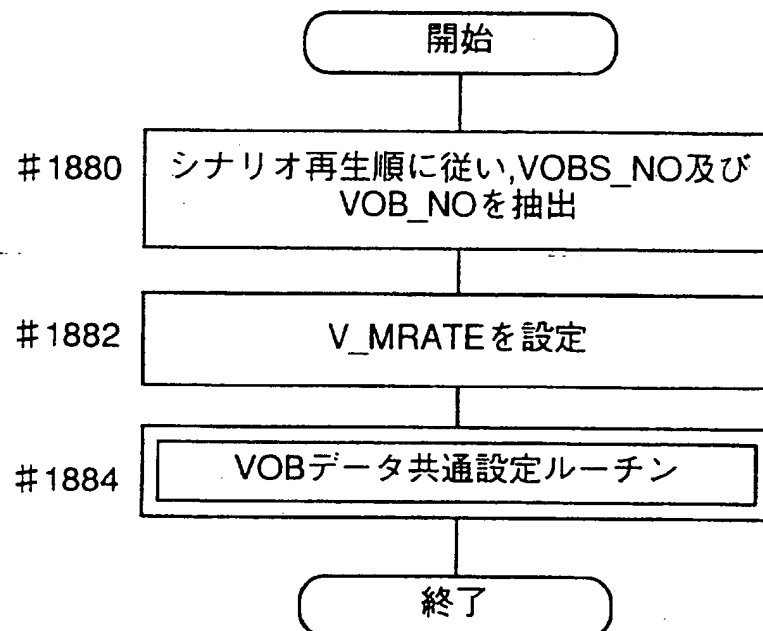 開始
#1880
シナリオ再生順に従い,VOBS_NO及び
VOB_NOを抽出
#1882
V_MRATEを設定
#1884
VOBデータ共通設定ルーチン
終了